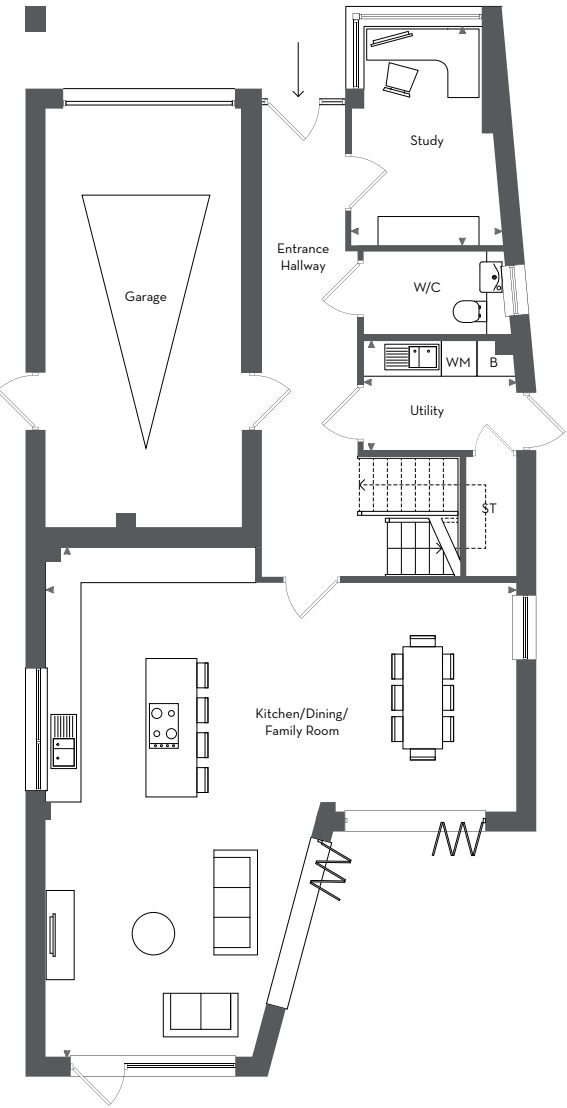 Study
Entrance
Hallway
Garage
W/C
WM
B
Utility
ST
Kitchen/Dining/
Family Room